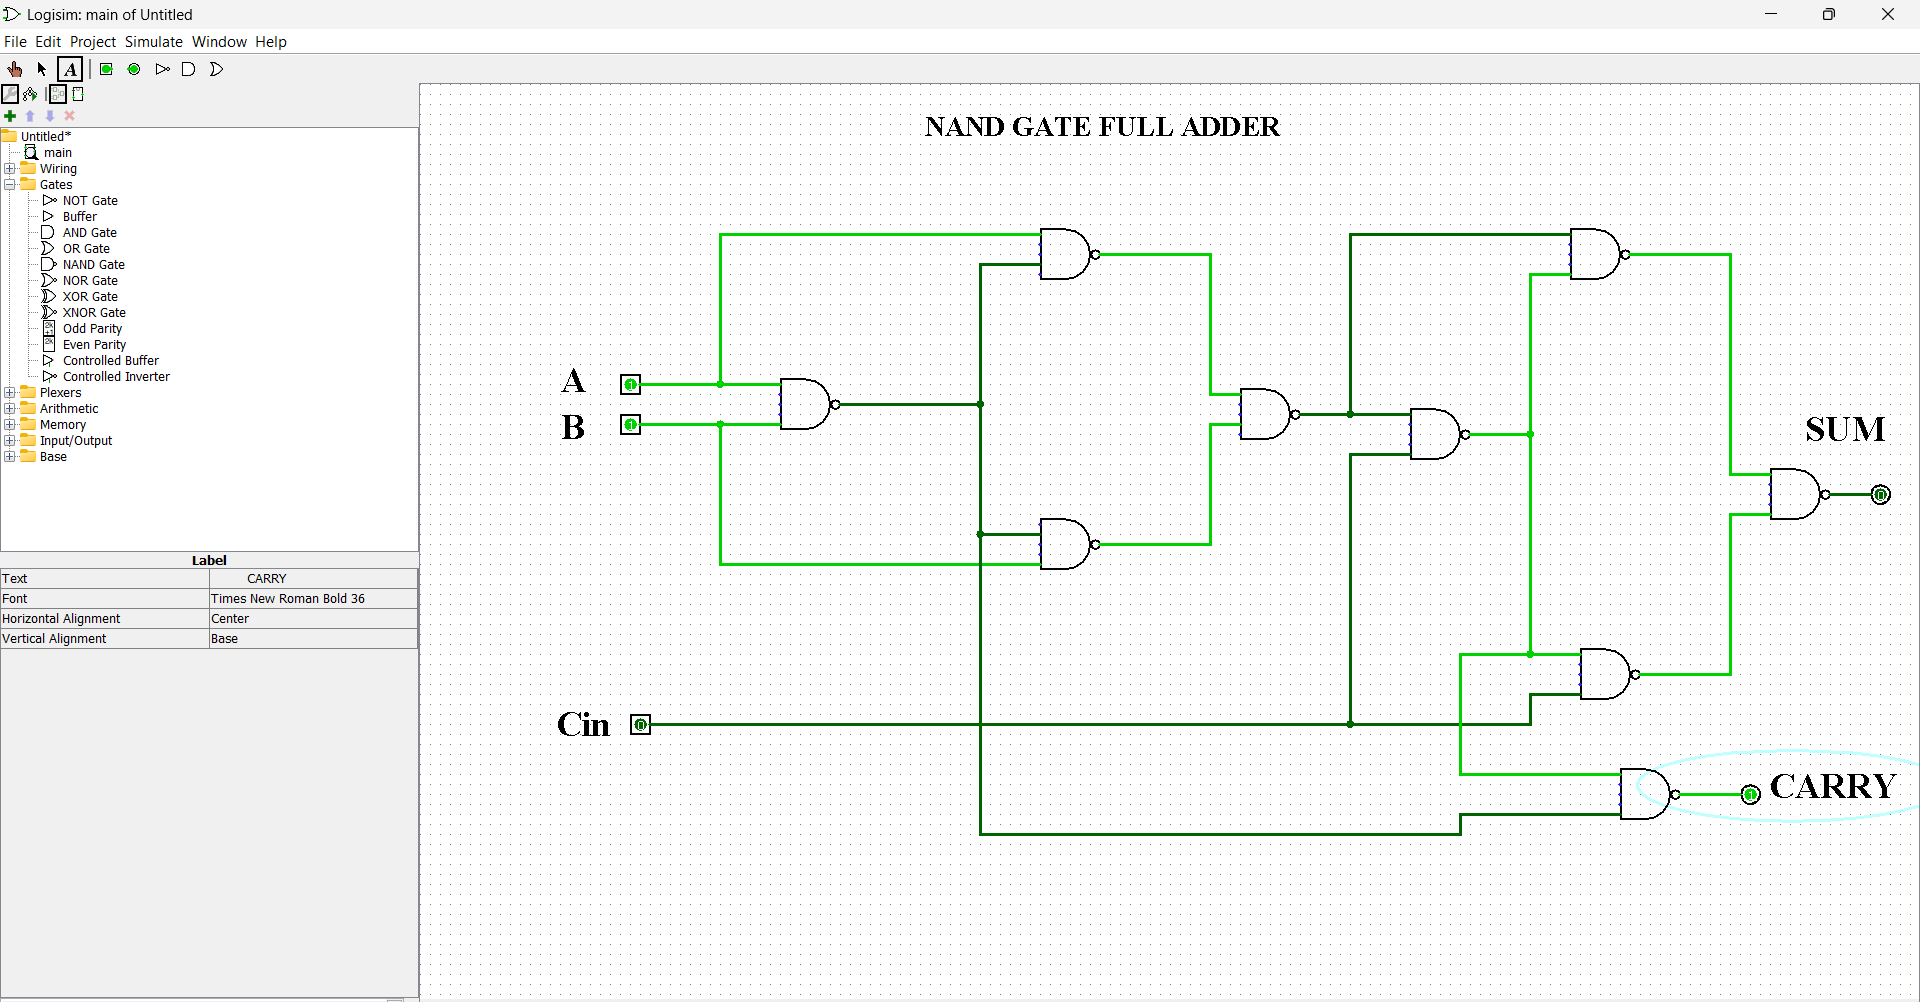 Logisim: main of Untitled
File Edit Project Simulate Window Help
A
Untitled*
main
Wiring
Gates
NOT Gate
Buffer
AND Gate
OR Gate
NAND Gate
NOR Gate
XOR Gate
XNOR Gate
Odd Parity
Even Parity
Controlled Buffer
Controlled Inverter
Plexers
Arithmetic
Memory
Input/Output
Base
Label
Text CARRY
Font Times New Roman Bold 36
Horizontal Alignment Center
Vertical Alignment Base
NAND GATE FULL ADDER
A 1
B 1
SUM
0
Cin 0
1 CARRY